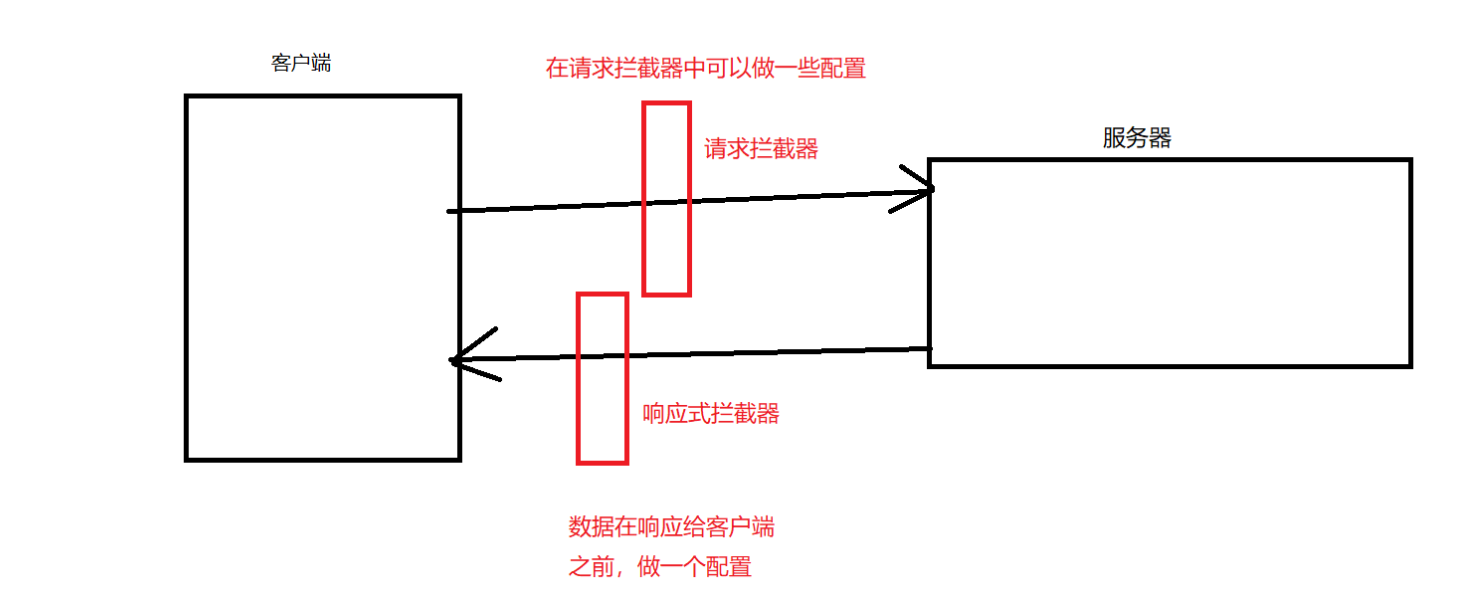 客户端
在请求拦截器中可以做一些配置
服务器
请求拦截器
响应式拦截器
数据在响应给客户端
之前，做一个配置